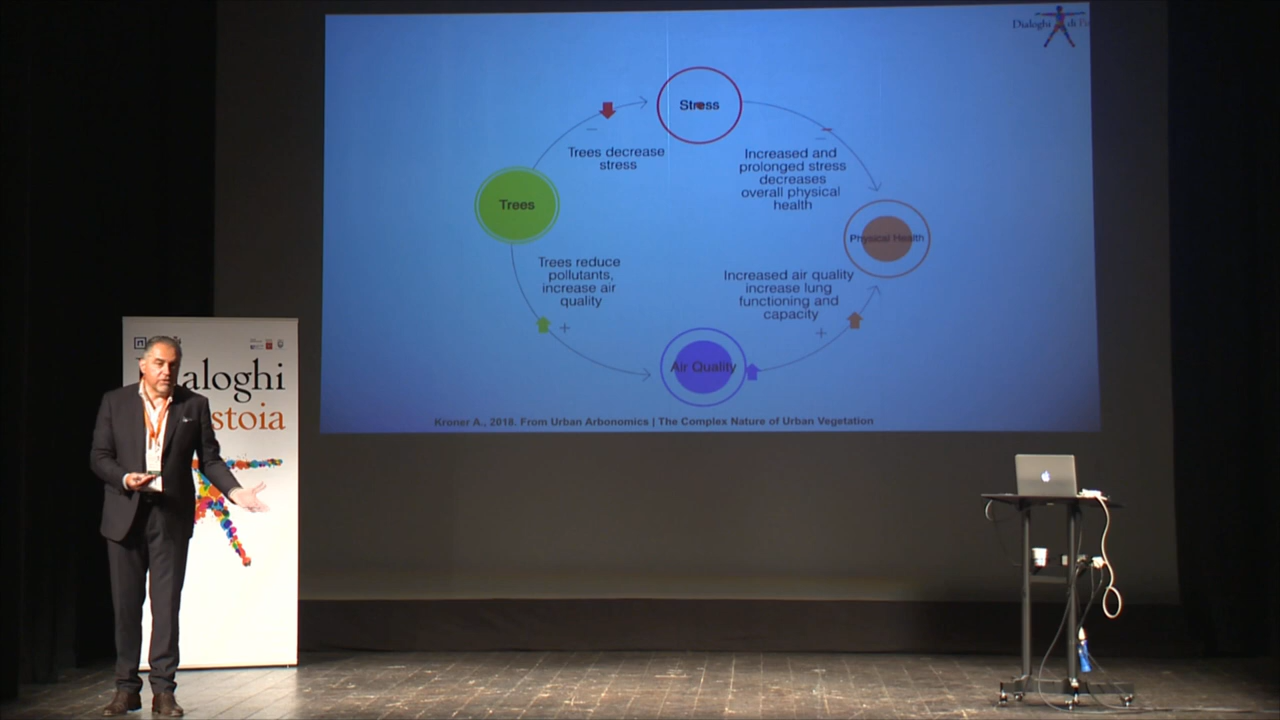 Dialoghi di
Stress
Trees decrease
stress
Increased and
prolonged stress
decreases
overall physical
health
Trees
Physical Health
Trees reduce
pollutants,
increase air
quality
Increased air quality
increase lung
functioning and
capacity
+
+
Air Quality
Kroner A., 2018. From Urban Arbonomics | The Complex Nature of Urban Vegetation
aloghi
stoia